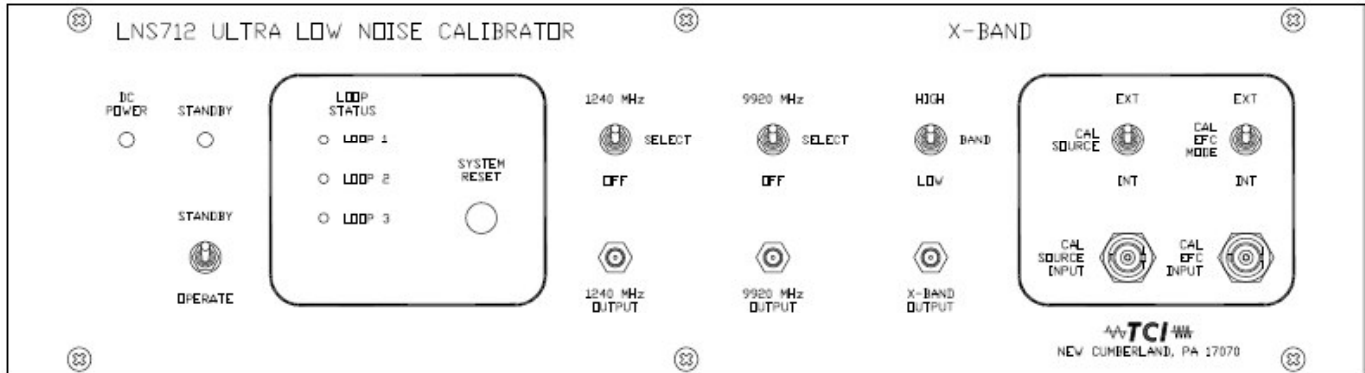 LNS712 ULTRA LOW NOISE CALIBRATOR
X-BAND
DC
POWER
STANDBY
STANDBY
OPERATE
LOOP
STATUS
LOOP 1
LOOP 2
LOOP 3
SYSTEM
RESET
1240 MHz
SELECT
OFF
1240 MHz
OUTPUT
9920 MHz
SELECT
OFF
9920 MHz
OUTPUT
HIGH
BAND
LOW
X-BAND
OUTPUT
EXT
CAL
SOURCE
INT
CAL
SOURCE
INPUT
EXT
CAL
EFC
MODE
INT
CAL
EFC
INPUT
TCI
NEW CUMBERLAND, PA 17070